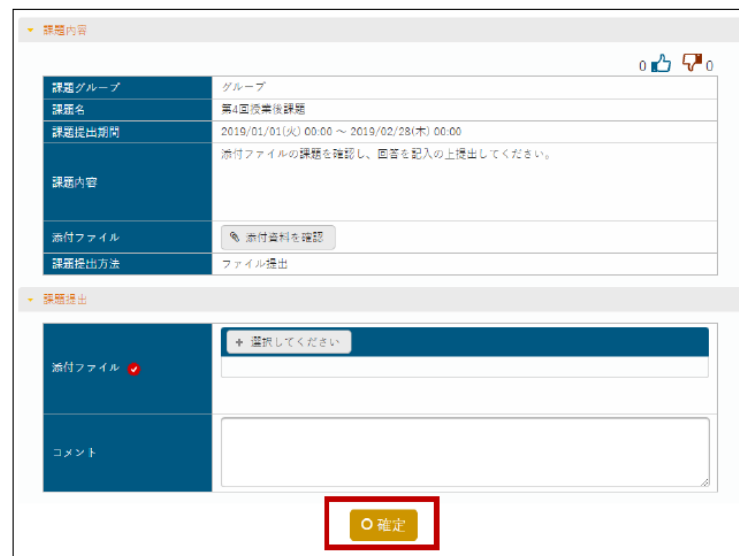 課題内容
0 0
課題グループ グループ
課題名 第4回授業後課題
課題提出期間 2019/01/01(火) 00:00 ～ 2019/02/28(木) 00:00
課題内容 添付ファイルの課題を確認し、回答を記入の上提出してください。
添付ファイル 添付資料を確認
課題提出方法 ファイル提出
課題提出
添付ファイル + 選択してください
コメント
確定